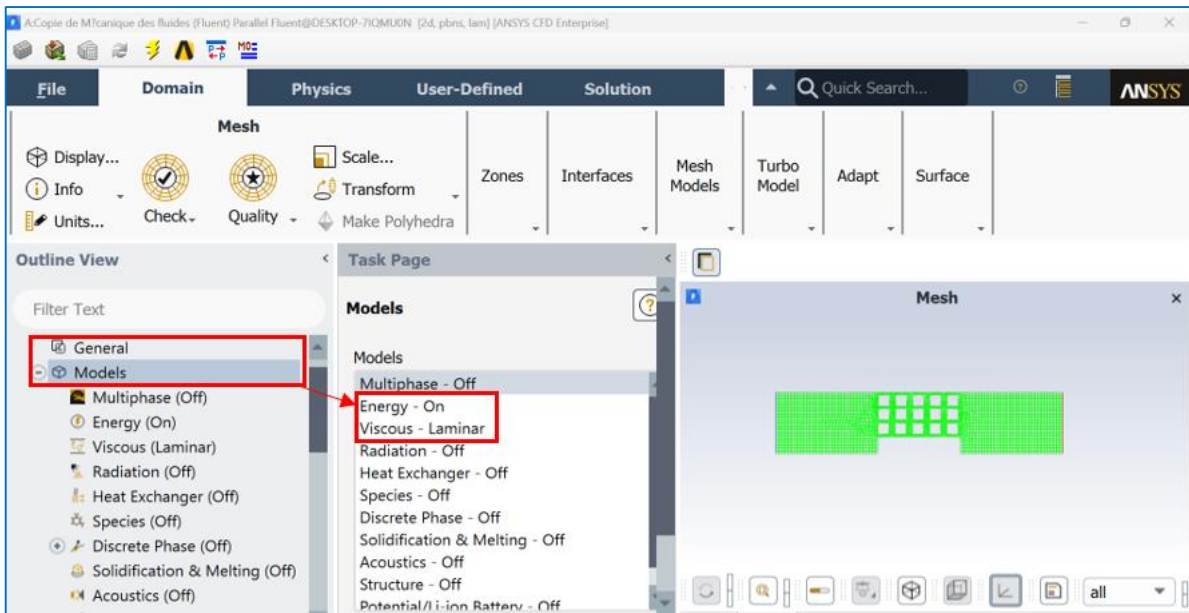 A:Copie de M?canique des fluides (Fluent) Parallel Fluent@DESKTOP-7IQMU0N [2d, pbns, lam] [ANSYS CFD Enterprise]
File Domain Physics User-Defined Solution Quick Search... ANSYS
Mesh
Display...
Info
Units...
Check
Quality
Scale...
Transform
Make Polyhedra
Zones
Interfaces
Mesh
Models
Turbo
Model
Adapt
Surface
Outline View
Filter Text
General
Models
Multiphase (Off)
Energy (On)
Viscous (Laminar)
Radiation (Off)
Heat Exchanger (Off)
Species (Off)
Discrete Phase (Off)
Solidification & Melting (Off)
Acoustics (Off)
Task Page
Models
Models
Multiphase - Off
Energy - On
Viscous - Laminar
Radiation - Off
Heat Exchanger - Off
Species - Off
Discrete Phase - Off
Solidification & Melting - Off
Acoustics - Off
Structure - Off
Potential/Li-ion Battery - Off
Mesh
all